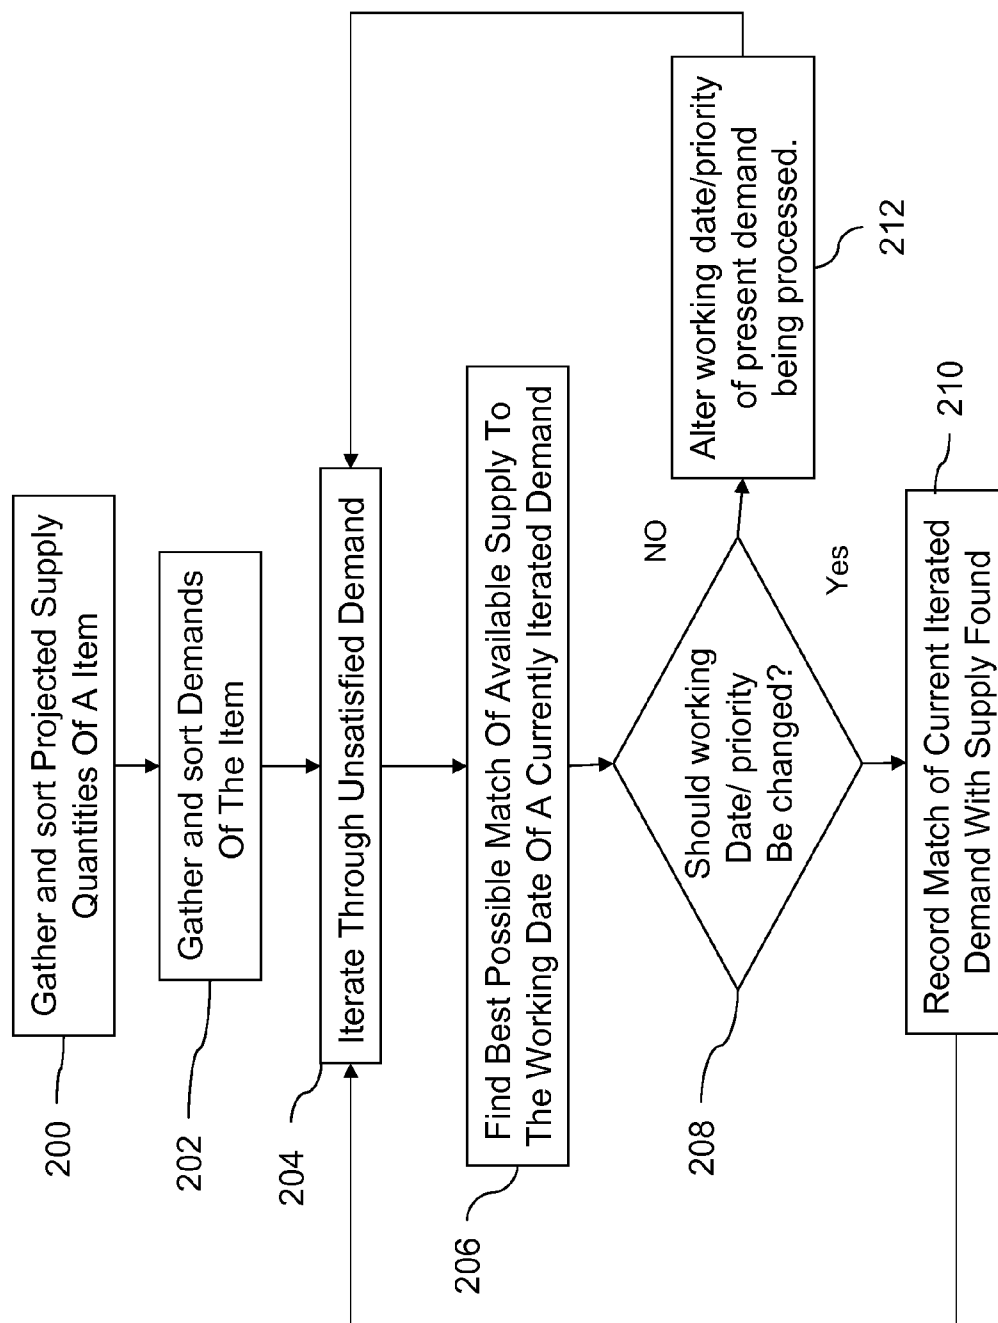 Gather and sort Projected Supply
Quantities Of A Item
200
Gather and sort Demands
Of The Item
202
Iterate Through Unsatisfied Demand
204
Find Best Possible Match Of Available Supply To
The Working Date Of A Currently Iterated Demand
206
Should working
Date/ priority
Be changed?
208
NO
Yes
Alter working date/priority
of present demand
being processed.
212
Record Match of Current Iterated
Demand With Supply Found
210